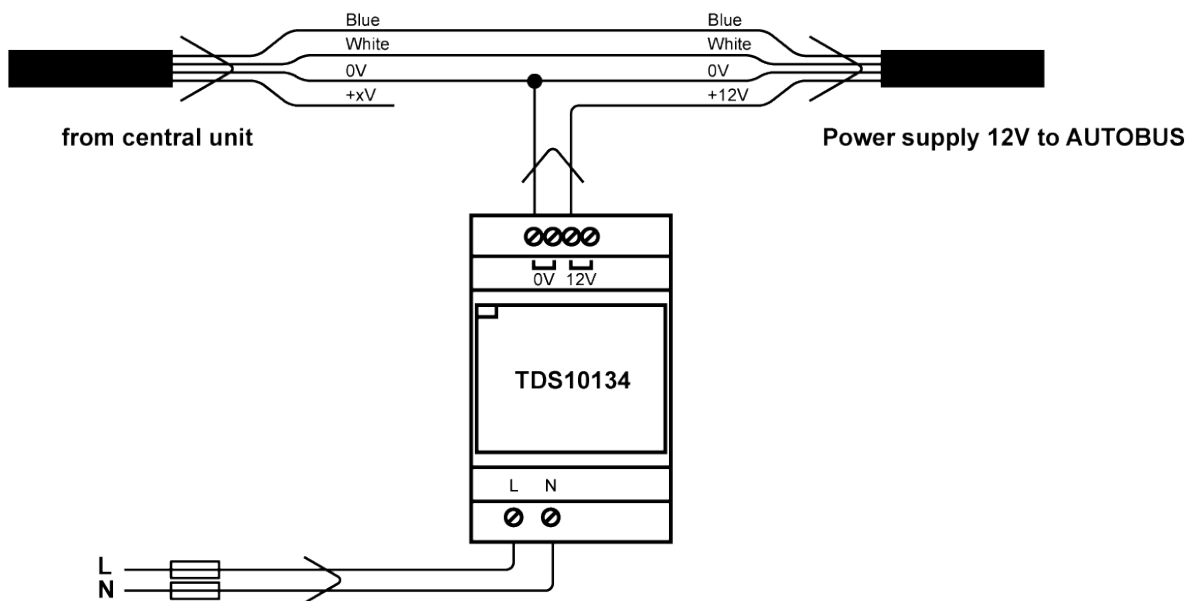 Blue Blue
White White
0V 0V
+xV +12V
from central unit Power supply 12V to AUTOBUS
0V 12V
TDS10134
L N
L
N